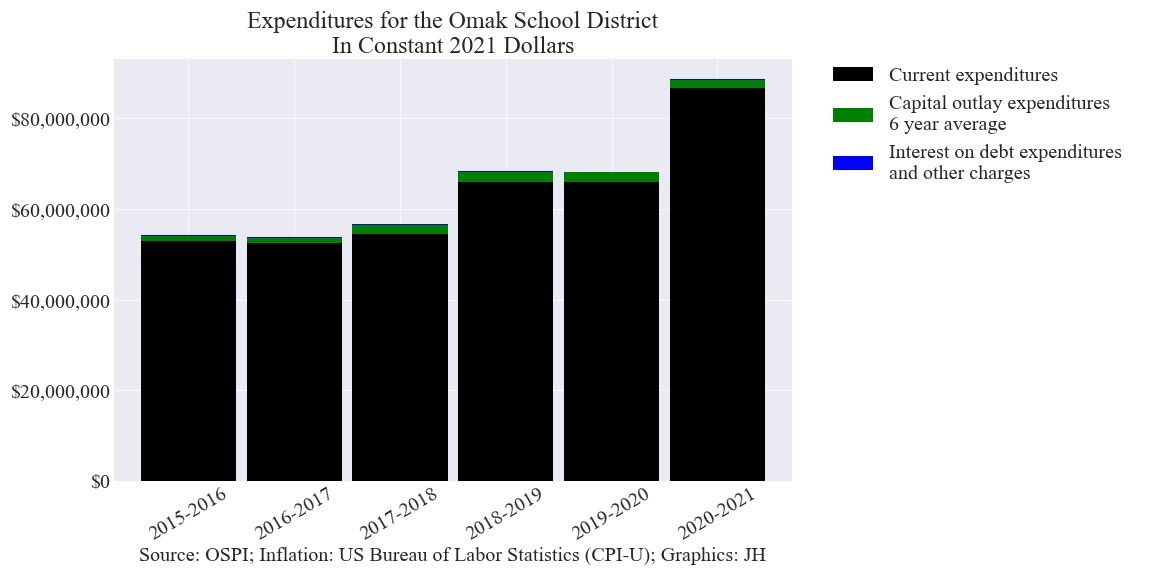 Expenditures for the Omak School District
In Constant 2021 Dollars
Current expenditures
Capital outlay expenditures
6 year average
Interest on debt expenditures
and other charges
$80,000,000
$60,000,000
$40,000,000
$20,000,000
$0
2015-2016
2016-2017
2017-2018
2018-2019
2019-2020
2020-2021
Source: OSPI; Inflation: US Bureau of Labor Statistics (CPI-U); Graphics: JH